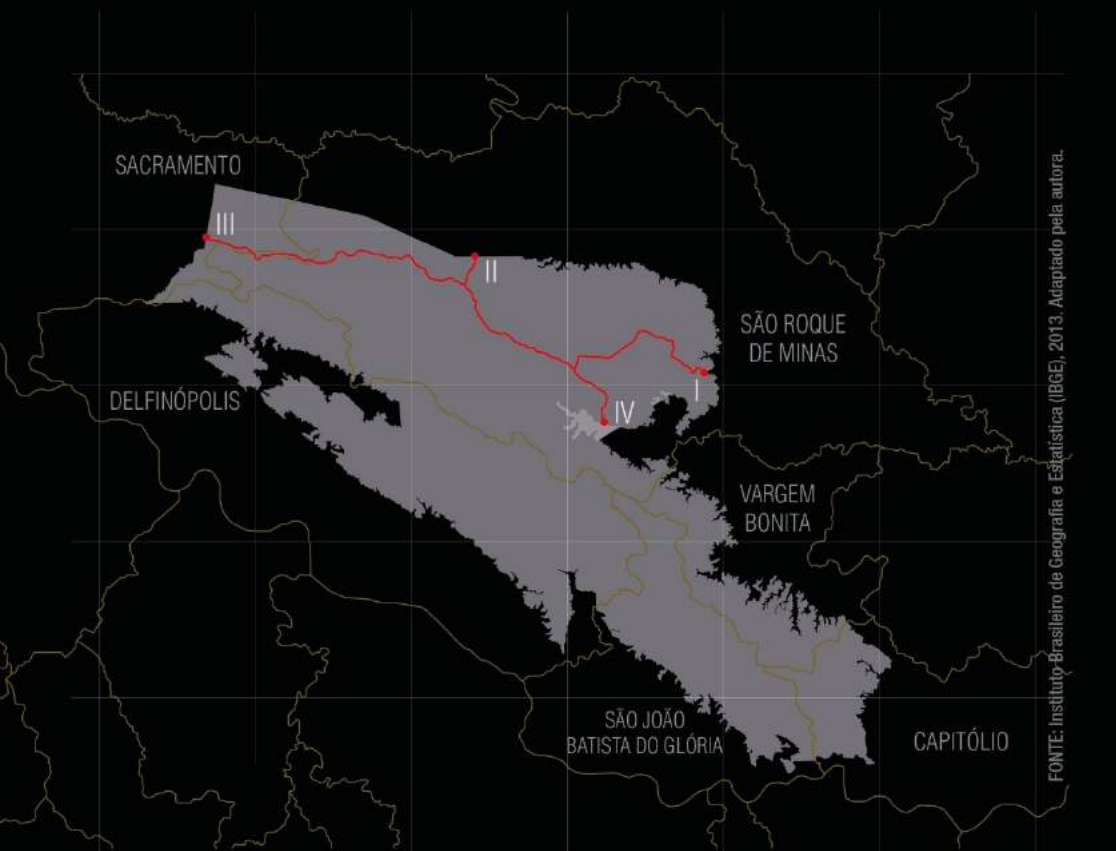 SACRAMENTO
III
II
SÃO ROQUE
DE MINAS
I
DELFINÓPOLIS
IV
VARGEM
BONITA
SÃO JOÃO
BATISTA DO GLÓRIA
CAPITÓLIO
FONTE: Instituto Brasileiro de Geografia e Estatística (IBGE), 2013. Adaptado pela autora.